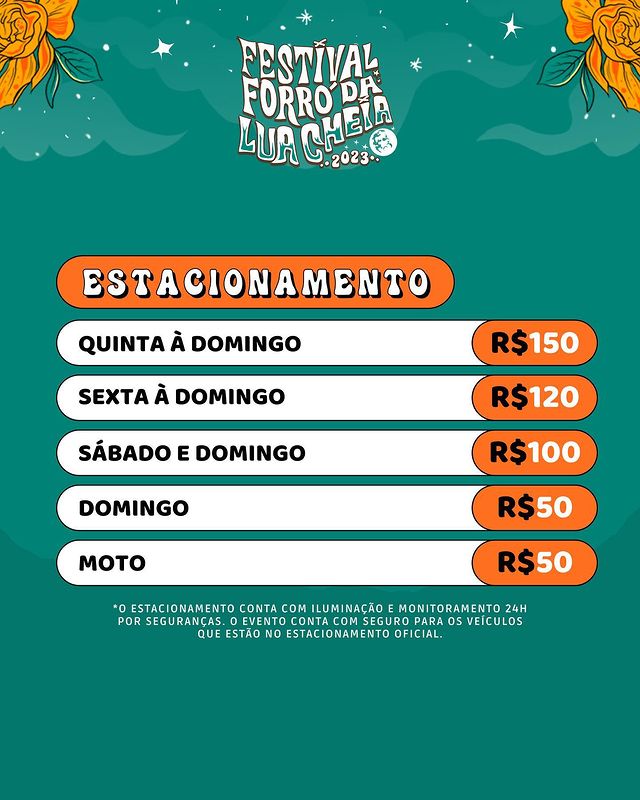 FESTIVAL
FORRÓ DA
LUA CHEIA
..2023..
ESTACIONAMENTO
QUINTA À DOMINGO R$150
SEXTA À DOMINGO R$120
SÁBADO E DOMINGO R$100
DOMINGO R$50
MOTO R$50
*O ESTACIONAMENTO CONTA COM ILUMINAÇÃO E MONITORAMENTO 24H
POR SEGURANÇAS. O EVENTO CONTA COM SEGURO PARA OS VEÍCULOS
QUE ESTÃO NO ESTACIONAMENTO OFICIAL.